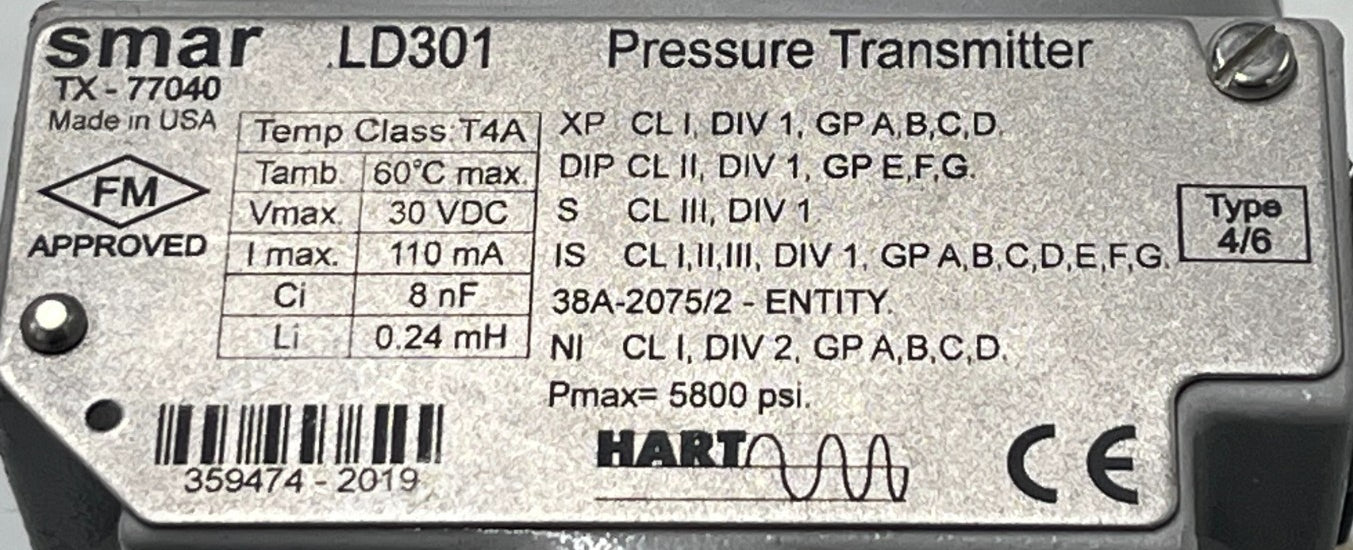 smar LD301 Pressure Transmitter
TX - 77040
Made in USA
FM
APPROVED
Temp Class: T4A
Tamb. 60°C max.
Vmax. 30 VDC
I max. 110 mA
Ci 8 nF
Li 0.24 mH
XP CL I, DIV 1, GP A,B,C,D.
DIP CL II, DIV 1, GP E,F,G.
S CL III, DIV 1.
IS CL I,II,III, DIV 1, GP A,B,C,D,E,F,G.
38A-2075/2 - ENTITY.
NI CL I, DIV 2, GP A,B,C,D.
Pmax= 5800 psi.
Type
4/6
359474 - 2019
HART
CE